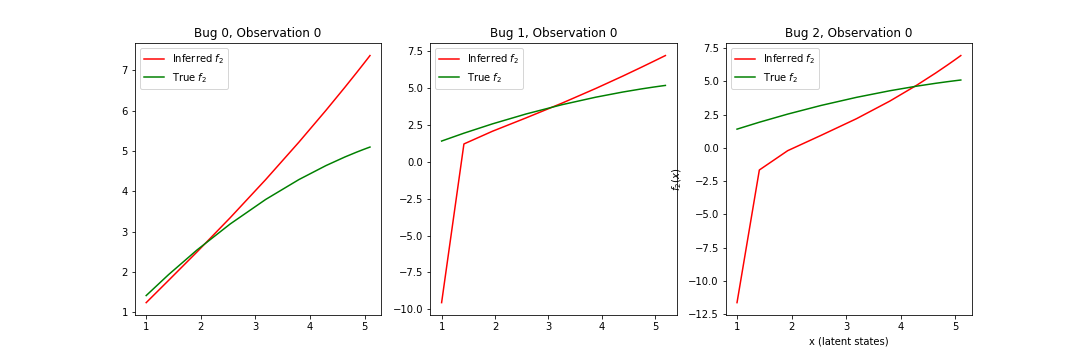 Bug 0, Observation 0
Inferred f₂
True f₂
7
6
5
4
3
2
1
1 2 3 4 5
Bug 1, Observation 0
Inferred f₂
True f₂
7.5
5.0
2.5
0.0
−2.5
−5.0
−7.5
−10.0
1 2 3 4 5
Bug 2, Observation 0
Inferred f₂
True f₂
f₂(x)
7.5
5.0
2.5
0.0
−2.5
−5.0
−7.5
−10.0
−12.5
1 2 3 4 5
x (latent states)